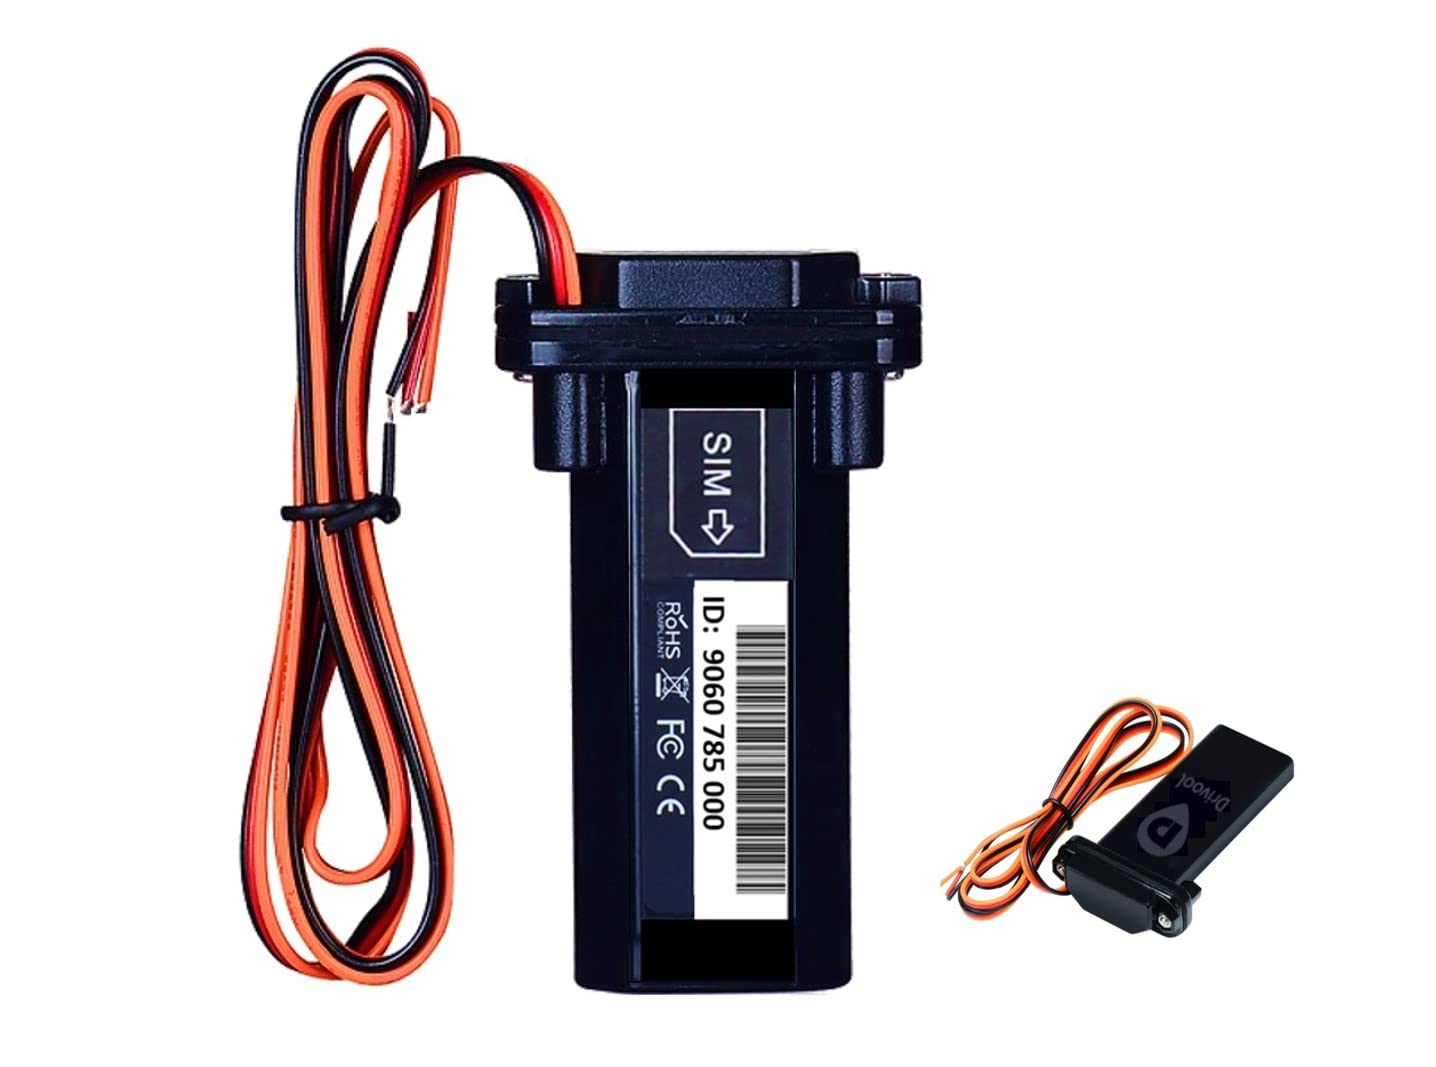 SIM
ID: 9060 785 000
RoHS
COMPLIANT
FC CE
Drivool